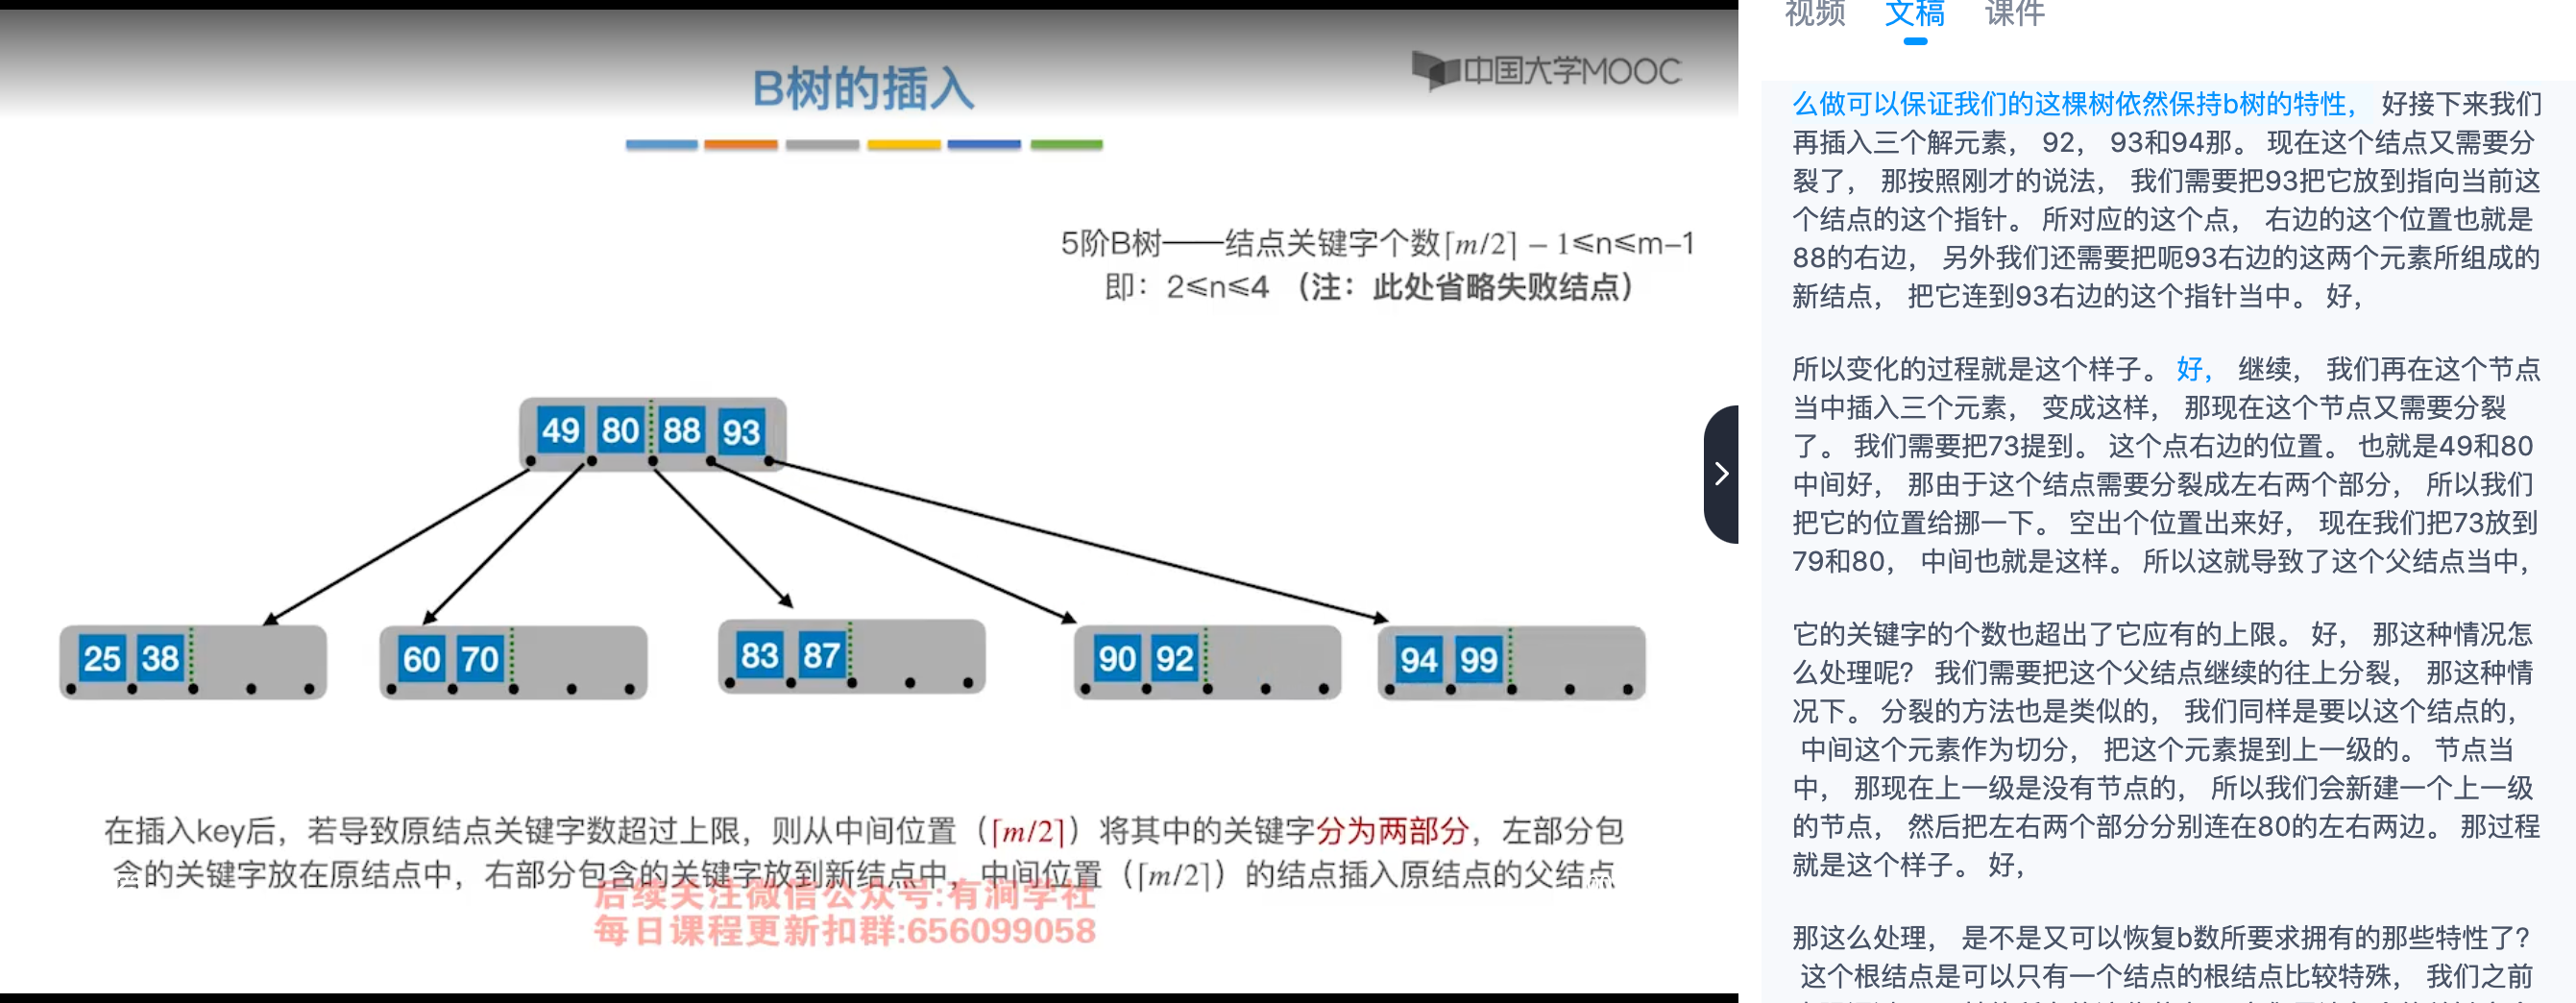 B树的插入
中国大学MOOC
5阶B树——结点关键字个数⌈m/2⌉ − 1≤n≤m−1
即：2≤n≤4 （注：此处省略失败结点）
49 80 88 93
25 38 60 70 83 87 90 92 94 99
在插入key后，若导致原结点关键字数超过上限，则从中间位置（⌈m/2⌉）将其中的关键字分为两部分，左部分包
含的关键字放在原结点中，右部分包含的关键字放到新结点中，中间位置（⌈m/2⌉）的结点插入原结点的父结点
后续关注微信公众号:有涧学社
每日课程更新扣群:656099058
视频 文稿 课件
么做可以保证我们的这棵树依然保持b树的特性， 好接下来我们
再插入三个解元素， 92， 93和94那。 现在这个结点又需要分
裂了， 那按照刚才的说法， 我们需要把93把它放到指向当前这
个结点的这个指针。 所对应的这个点， 右边的这个位置也就是
88的右边， 另外我们还需要把呃93右边的这两个元素所组成的
新结点， 把它连到93右边的这个指针当中。 好，
所以变化的过程就是这个样子。 好， 继续， 我们再在这个节点
当中插入三个元素， 变成这样， 那现在这个节点又需要分裂
了。 我们需要把73提到。 这个点右边的位置。 也就是49和80
中间好， 那由于这个结点需要分裂成左右两个部分， 所以我们
把它的位置给挪一下。 空出个位置出来好， 现在我们把73放到
79和80， 中间也就是这样。 所以这就导致了这个父结点当中，
它的关键字的个数也超出了它应有的上限。 好， 那这种情况怎
么处理呢？ 我们需要把这个父结点继续的往上分裂， 那这种情
况下。 分裂的方法也是类似的， 我们同样是要以这个结点的，
中间这个元素作为切分， 把这个元素提到上一级的。 节点当
中， 那现在上一级是没有节点的， 所以我们会新建一个上一级
的节点， 然后把左右两个部分分别连在80的左右两边。 那过程
就是这个样子。 好，
那这么处理， 是不是又可以恢复b数所要求拥有的那些特性了？
这个根结点是可以只有一个结点的根结点比较特殊， 我们之前